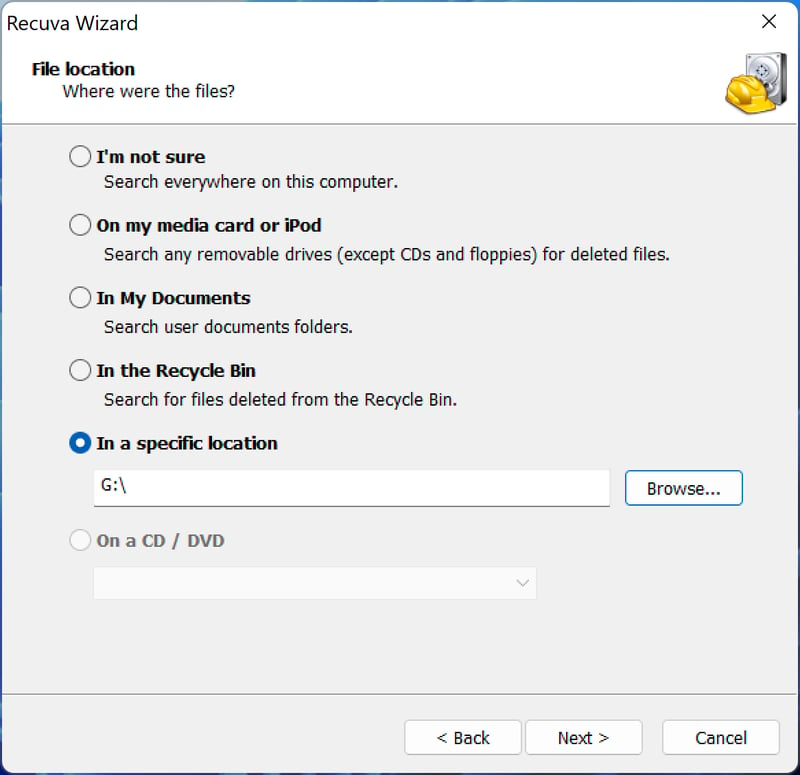 Recuva Wizard
File location
Where were the files?
I'm not sure
Search everywhere on this computer.
On my media card or iPod
Search any removable drives (except CDs and floppies) for deleted files.
In My Documents
Search user documents folders.
In the Recycle Bin
Search for files deleted from the Recycle Bin.
In a specific location
G:\
Browse...
On a CD / DVD
< Back
Next >
Cancel